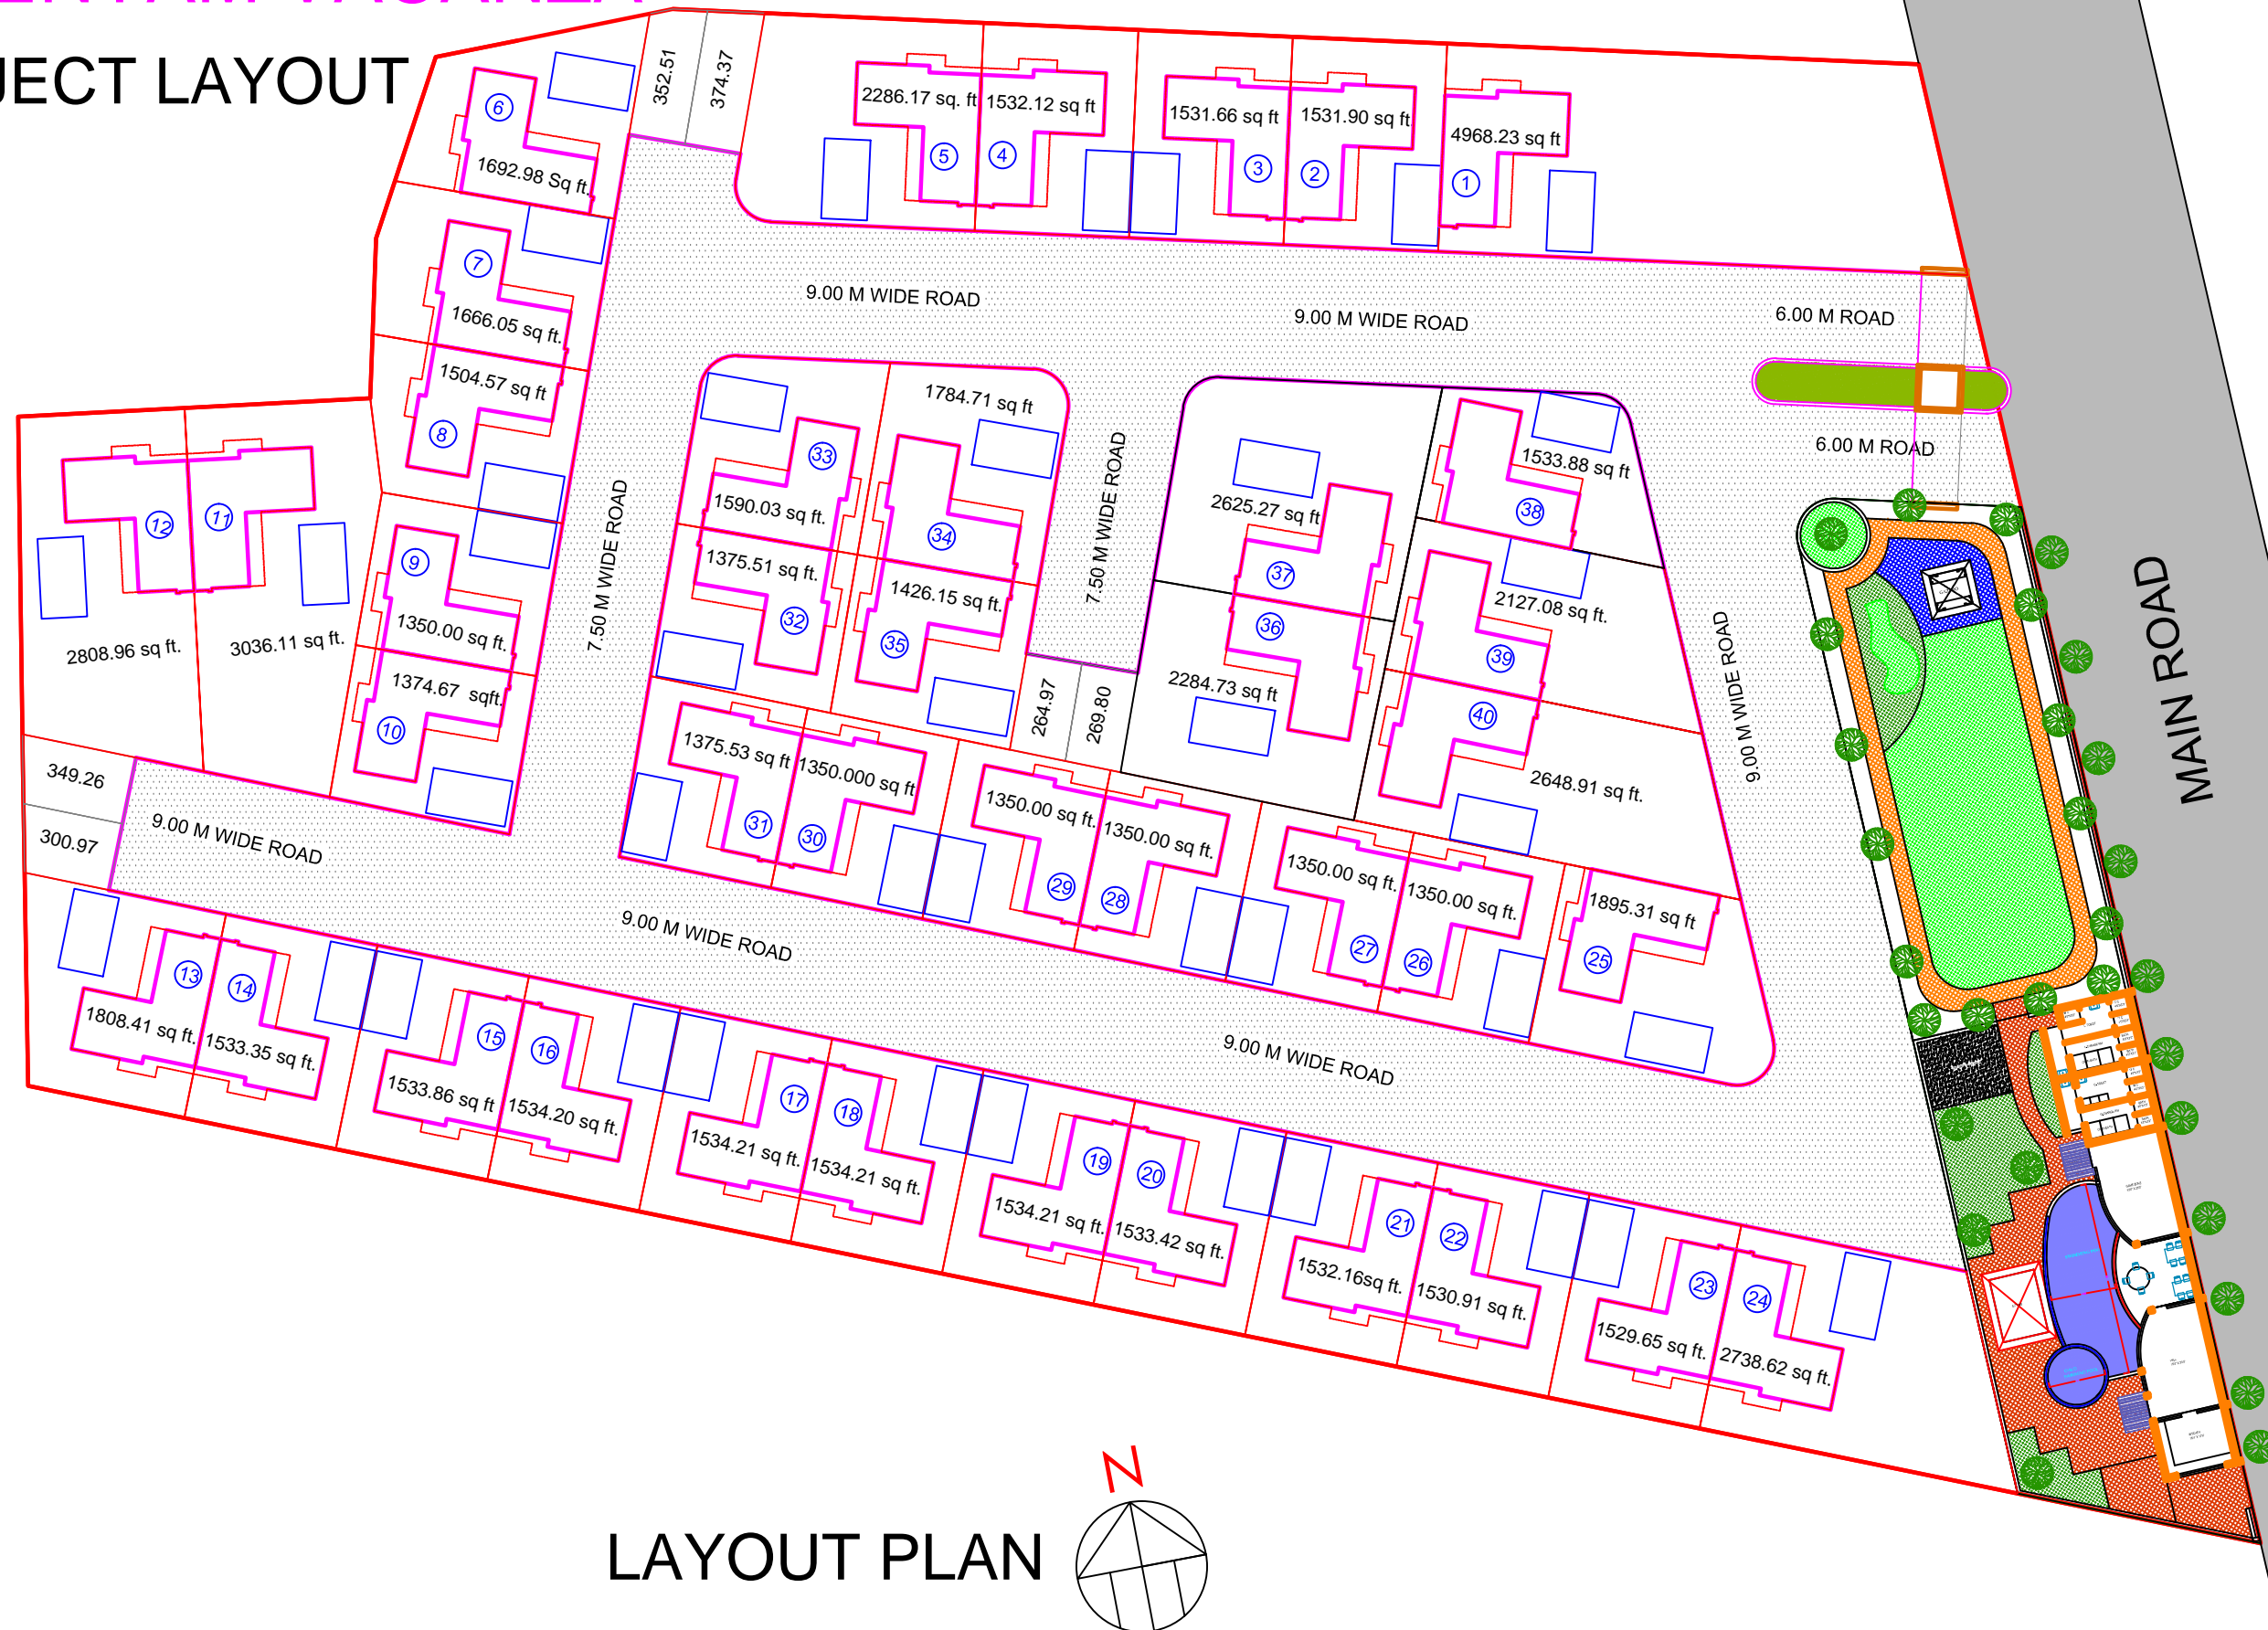 JECT LAYOUT
352.51
374.37
6
1692.98 Sq ft.
2286.17 sq. ft
1532.12 sq ft
5
4
1531.66 sq ft
1531.90 sq ft
3
2
4968.23 sq ft
1
7
1666.05 sq ft.
9.00 M WIDE ROAD
9.00 M WIDE ROAD
6.00 M ROAD
6.00 M ROAD
1504.57 sq ft
8
12
11
2808.96 sq ft.
3036.11 sq ft.
9
1350.00 sq ft.
1374.67 sqft.
10
7.50 M WIDE ROAD
33
1590.03 sq ft.
1784.71 sq ft
34
1375.51 sq ft.
32
1426.15 sq ft.
35
7.50 M WIDE ROAD
264.97
269.80
2625.27 sq ft
37
36
2284.73 sq ft
1533.88 sq ft
38
2127.08 sq ft.
39
40
2648.91 sq ft.
9.00 M WIDE ROAD
MAIN ROAD
349.26
300.97
9.00 M WIDE ROAD
1375.53 sq ft
1350.000 sq ft
31
30
1350.00 sq ft.
1350.00 sq ft.
29
28
1350.00 sq ft.
1350.00 sq ft.
27
26
1895.31 sq ft
25
9.00 M WIDE ROAD
9.00 M WIDE ROAD
13
14
1808.41 sq ft.
1533.35 sq ft.
15
16
1533.86 sq ft
1534.20 sq ft.
17
18
1534.21 sq ft.
1534.21 sq ft.
19
20
1534.21 sq ft.
1533.42 sq ft.
21
22
1532.16sq ft.
1530.91 sq ft.
23
24
1529.65 sq ft.
2738.62 sq ft.
N
LAYOUT PLAN